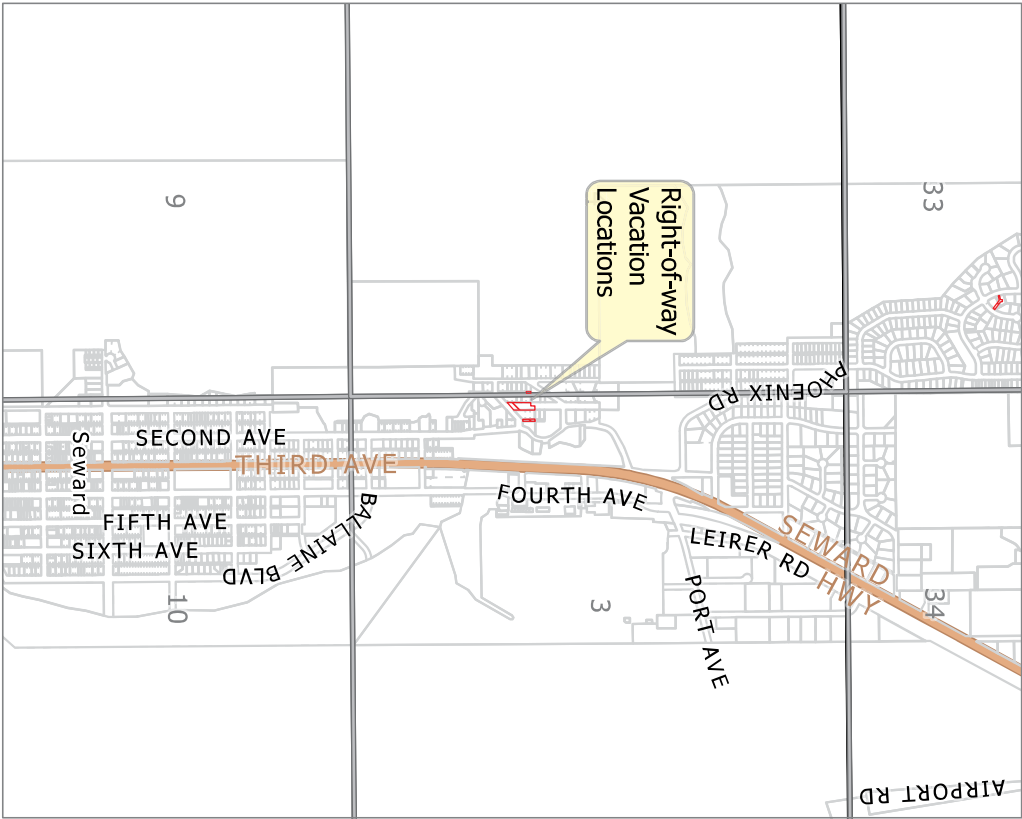 9
33
Right-of-way
Vacation
Locations
PHOENIX RD
Seward
SECOND AVE
THIRD AVE
FOURTH AVE
FIFTH AVE
SIXTH AVE
BALLAINE BLVD
SEWARD HWY
LEIRER RD
PORT AVE
10
3
34
AIRPORT RD